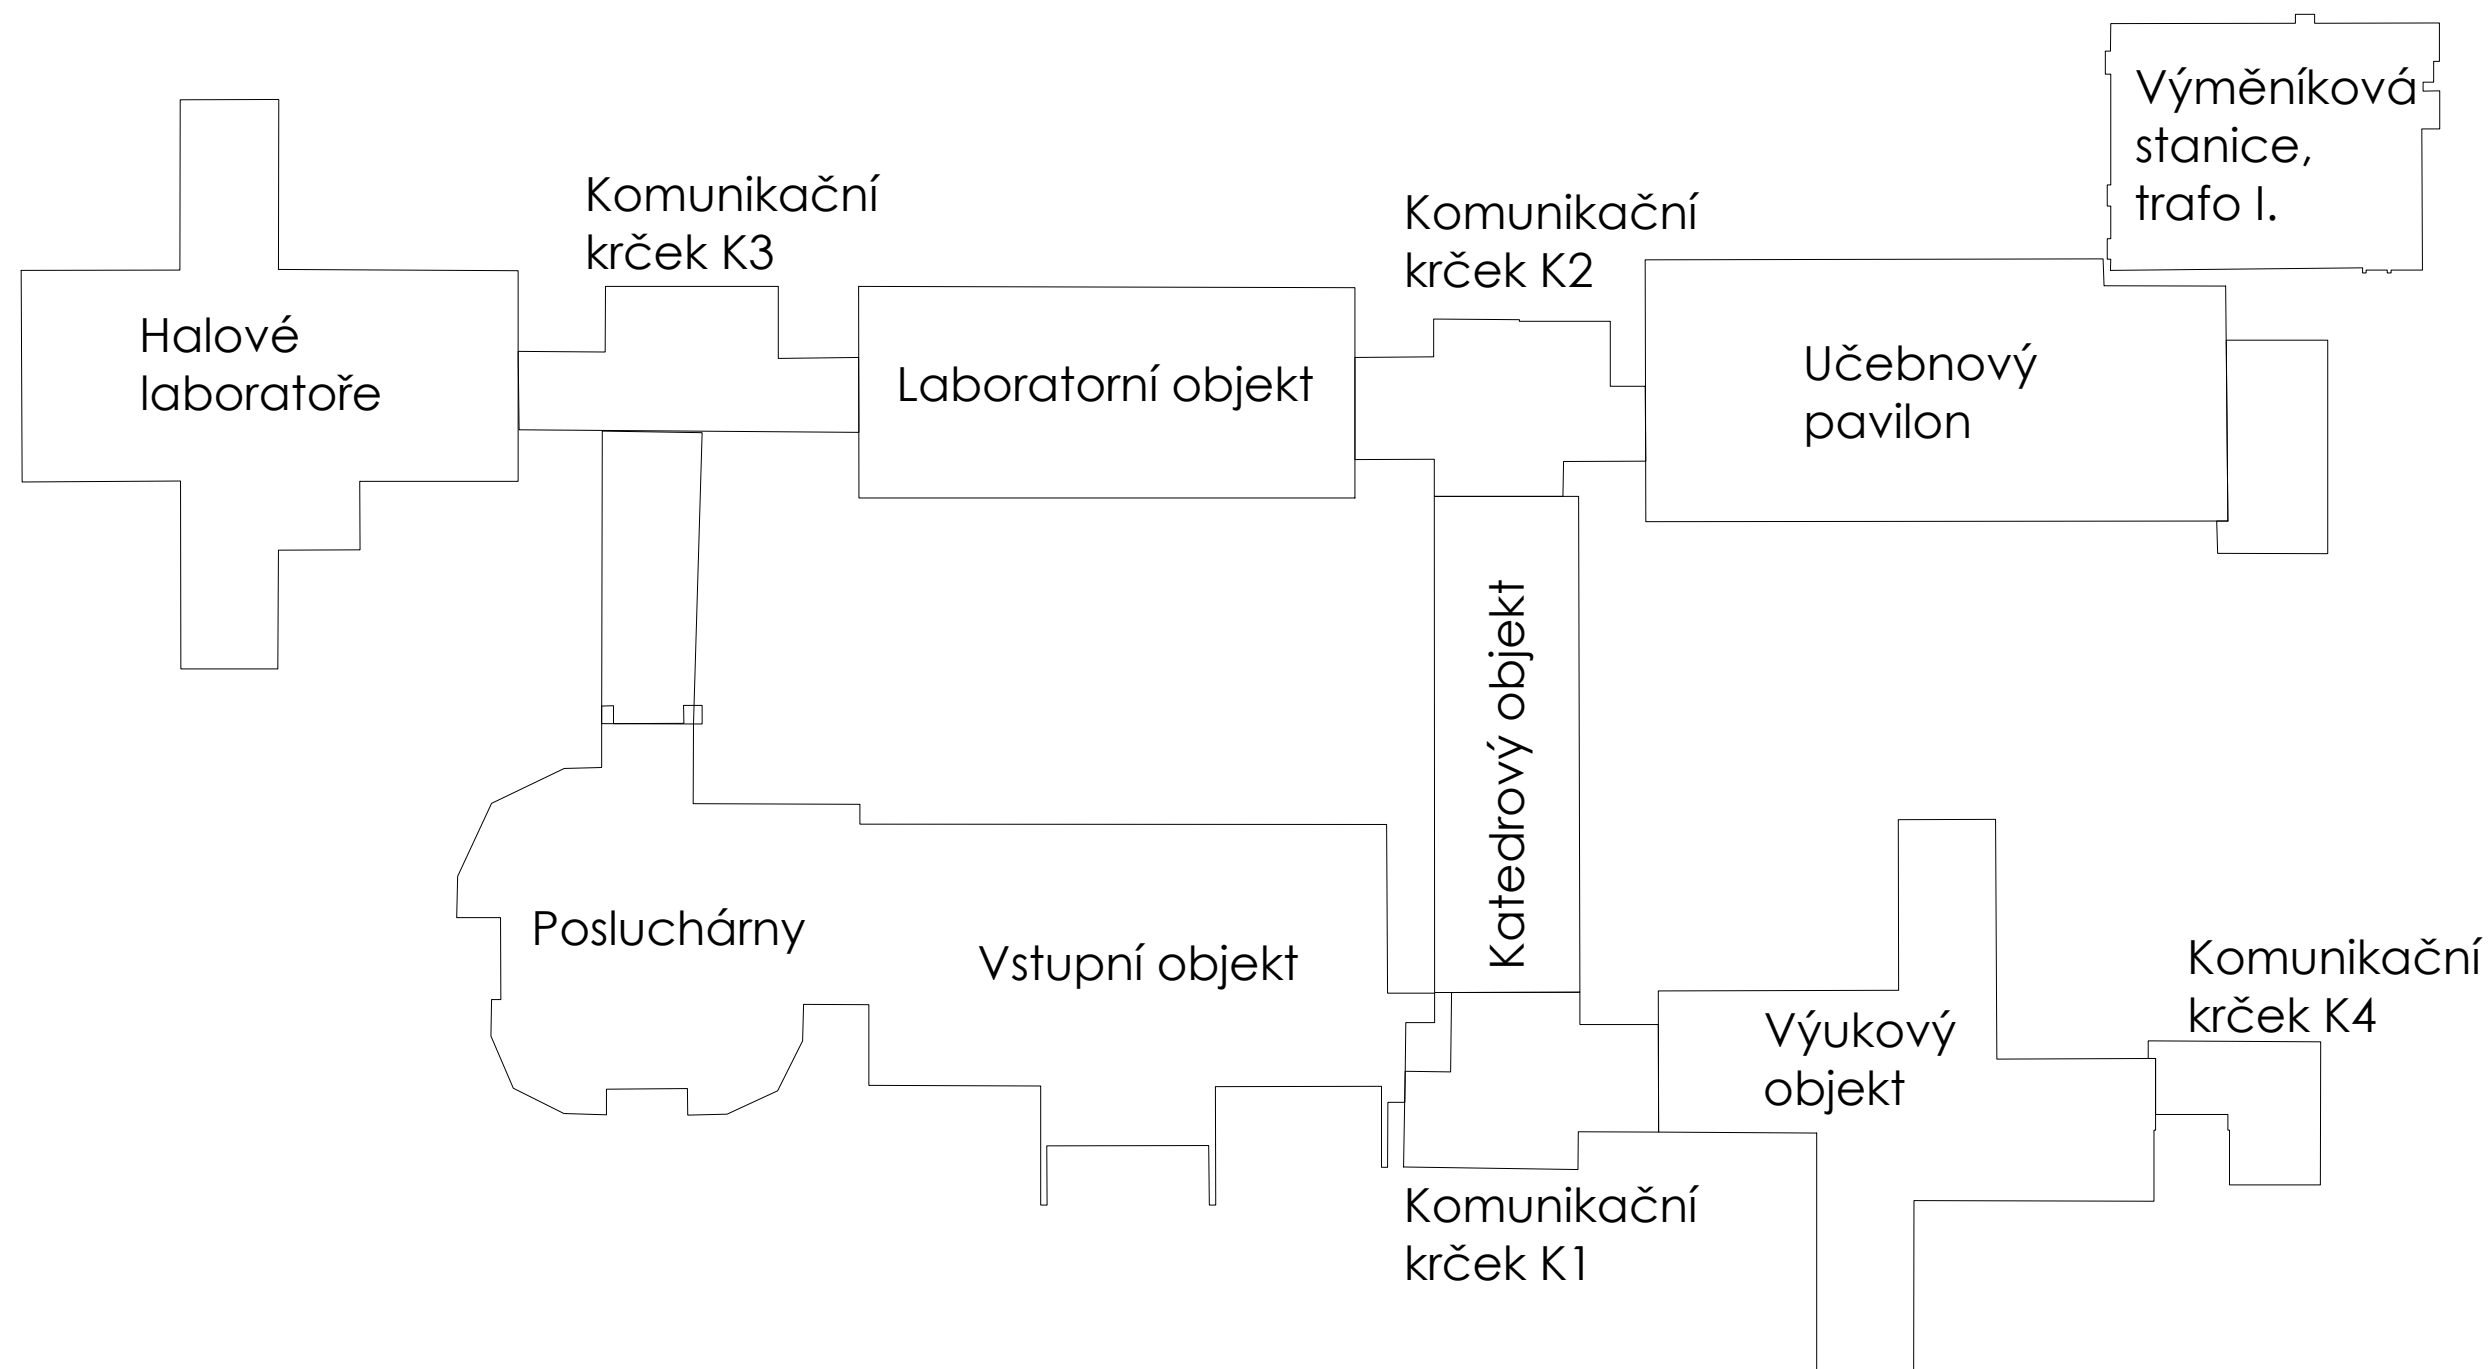 Výměníková
stanice,
trafo I.
Komunikační
krček K3
Komunikační
krček K2
Halové
laboratoře
Laboratorní objekt
Učebnový
pavilon
Katedrový objekt
Posluchárny
Vstupní objekt
Výukový
objekt
Komunikační
krček K4
Komunikační
krček K1